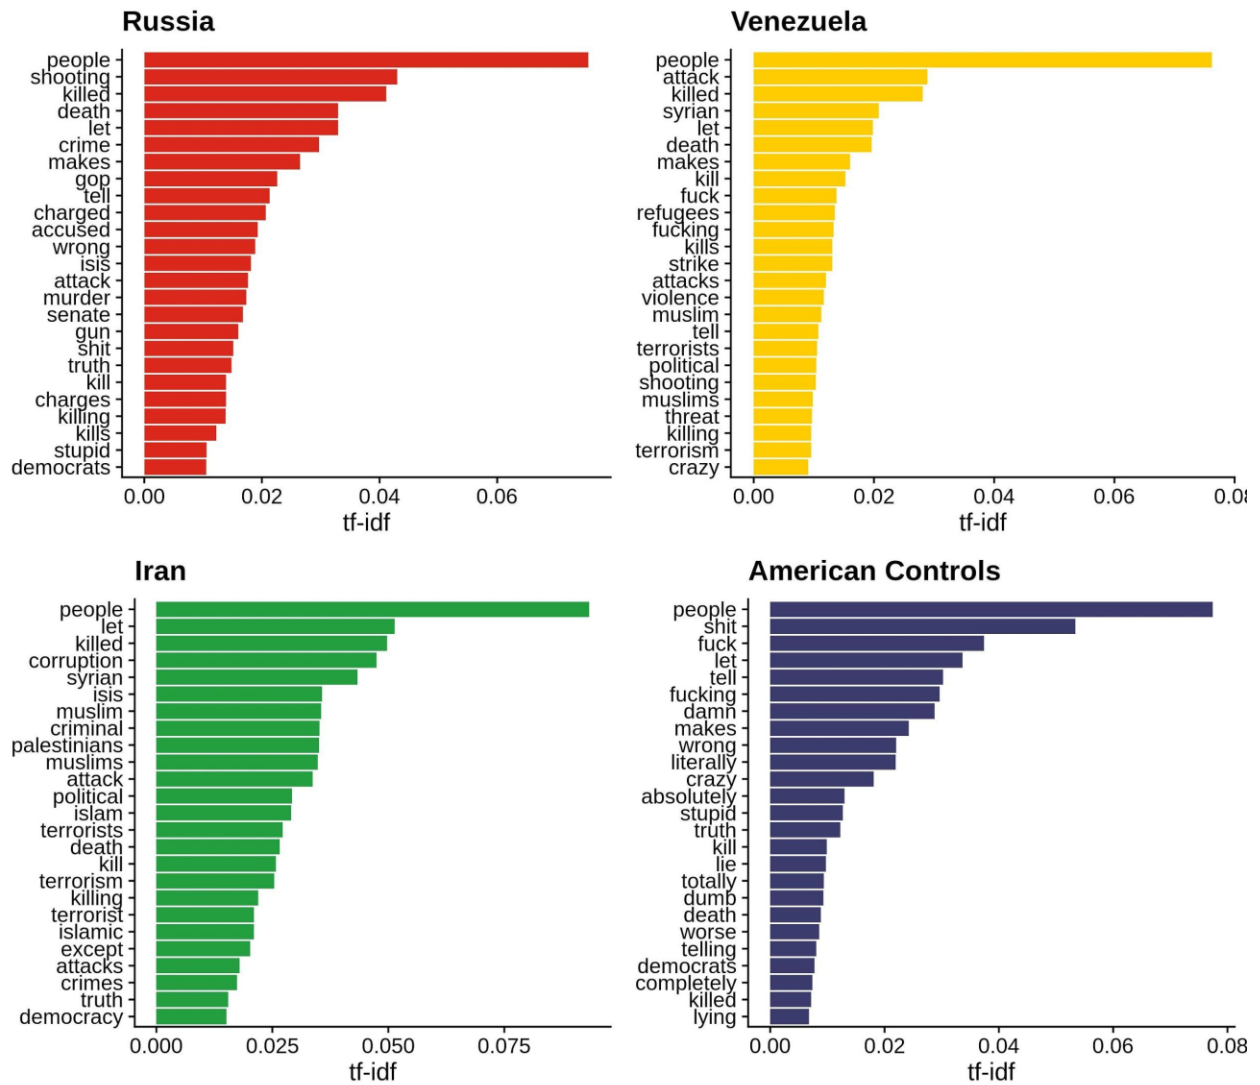 Russia
people
shooting
killed
death
let
crime
makes
gop
tell
charged
accused
wrong
isis
attack
murder
senate
gun
shit
truth
kill
charges
killing
kills
stupid
democrats
0.00 0.02 0.04 0.06
tf-idf
Venezuela
people
attack
killed
syrian
let
death
makes
kill
fuck
refugees
fucking
kills
strike
attacks
violence
muslim
tell
terrorists
political
shooting
muslims
threat
killing
terrorism
crazy
0.00 0.02 0.04 0.06 0.08
tf-idf
Iran
people
let
killed
corruption
syrian
isis
muslim
criminal
palestinians
muslims
attack
political
islam
terrorists
death
kill
terrorism
killing
terrorist
islamic
except
attacks
crimes
truth
democracy
0.000 0.025 0.050 0.075
tf-idf
American Controls
people
shit
fuck
let
tell
fucking
damn
makes
wrong
literally
crazy
absolutely
stupid
truth
kill
lie
totally
dumb
death
worse
telling
democrats
completely
killed
lying
0.00 0.02 0.04 0.06 0.08
tf-idf